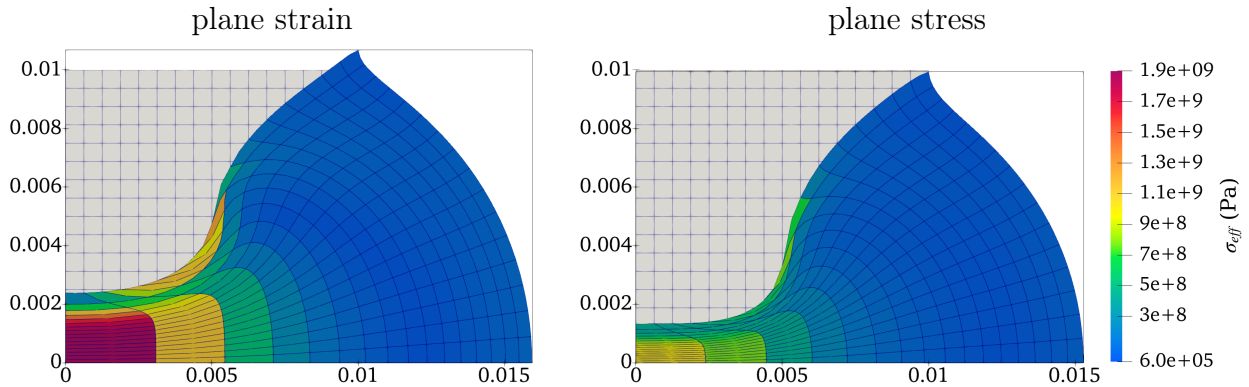 plane strain
plane stress
0.01
0.008
0.006
0.004
0.002
0
0
0.005
0.01
0.015
0.01
0.008
0.006
0.004
0.002
0
0
0.005
0.01
0.015
1.9e+09
1.7e+9
1.5e+9
1.3e+9
1.1e+9
9e+8
7e+8
5e+8
3e+8
6.0e+05
σeff (Pa)